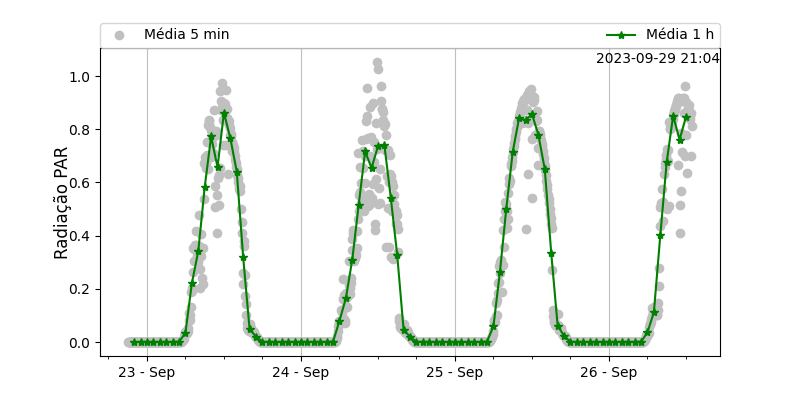 Média 5 min
Média 1 h
2023-09-29 21:04
Radiação PAR
1.0
0.8
0.6
0.4
0.2
0.0
23 - Sep
24 - Sep
25 - Sep
26 - Sep